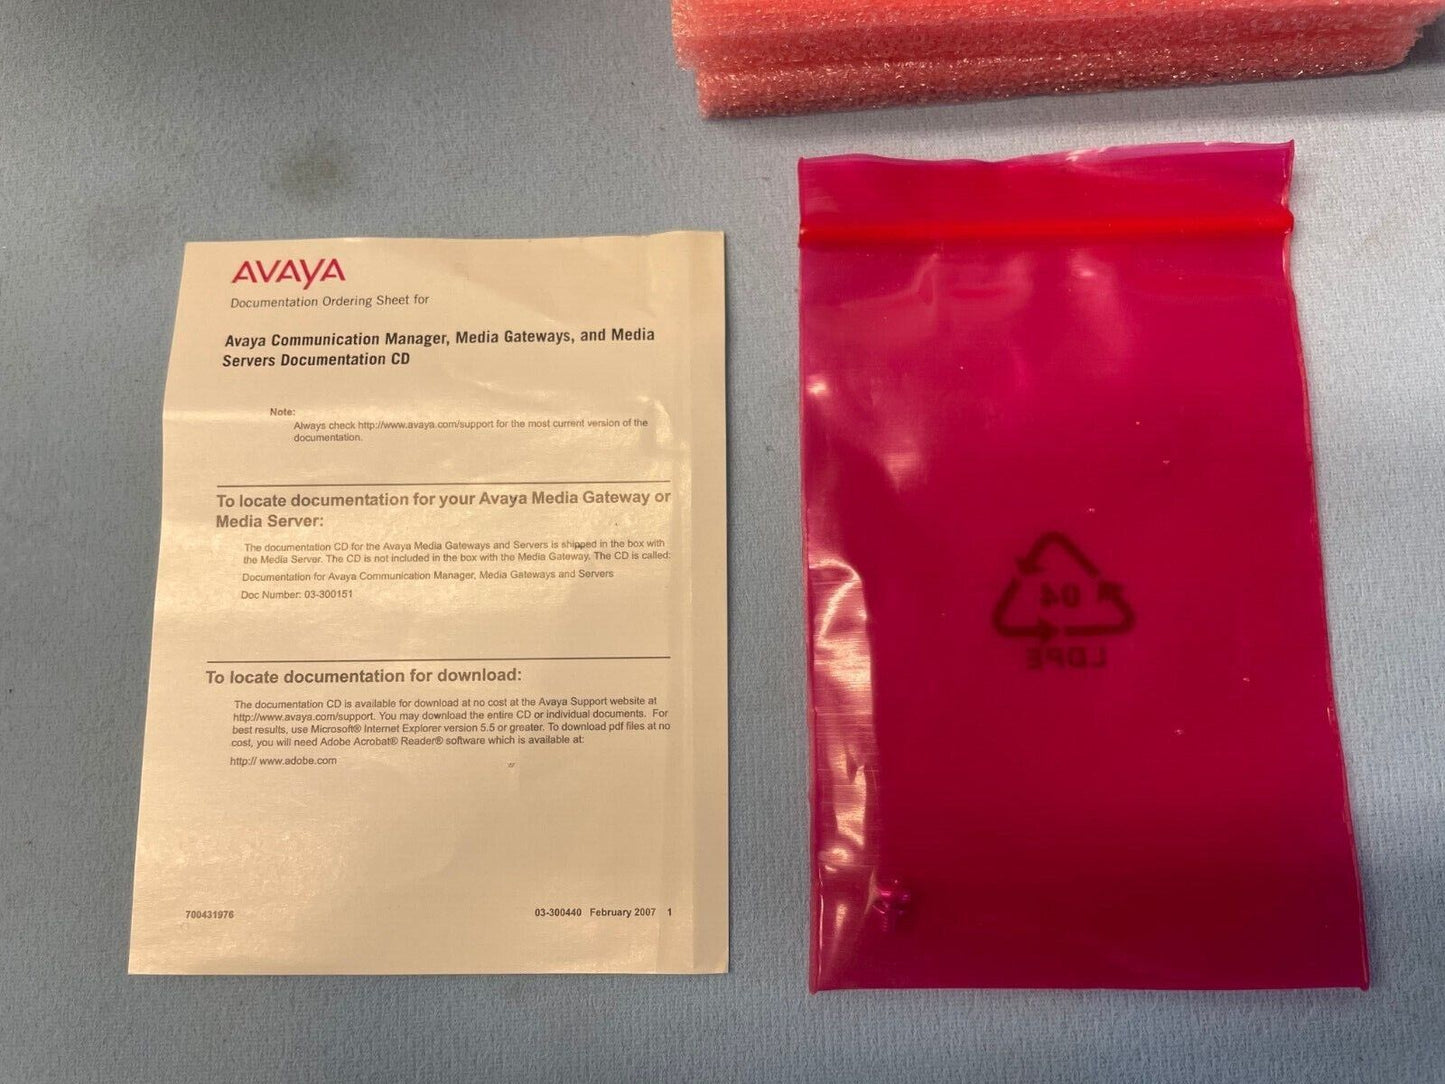 AVAYA
Documentation Ordering Sheet for
Avaya Communication Manager, Media Gateways, and Media
Servers Documentation CD
Note:
Always check http://www.avaya.com/support for the most current version of the
documentation.
To locate documentation for your Avaya Media Gateway or
Media Server:
The documentation CD for the Avaya Media Gateways and Servers is shipped in the box with
the Media Server. The CD is not included in the box with the Media Gateway. The CD is called:
Documentation for Avaya Communication Manager, Media Gateways and Servers
Doc Number: 03-300151
To locate documentation for download:
The documentation CD is available for download at no cost at the Avaya Support website at
http://www.avaya.com/support. You may download the entire CD or individual documents. For
best results, use Microsoft® Internet Explorer version 5.5 or greater. To download pdf files at no
cost, you will need Adobe Acrobat® Reader® software which is available at:
http:// www.adobe.com
700431976
03-300440 February 2007 1
04
LDPE